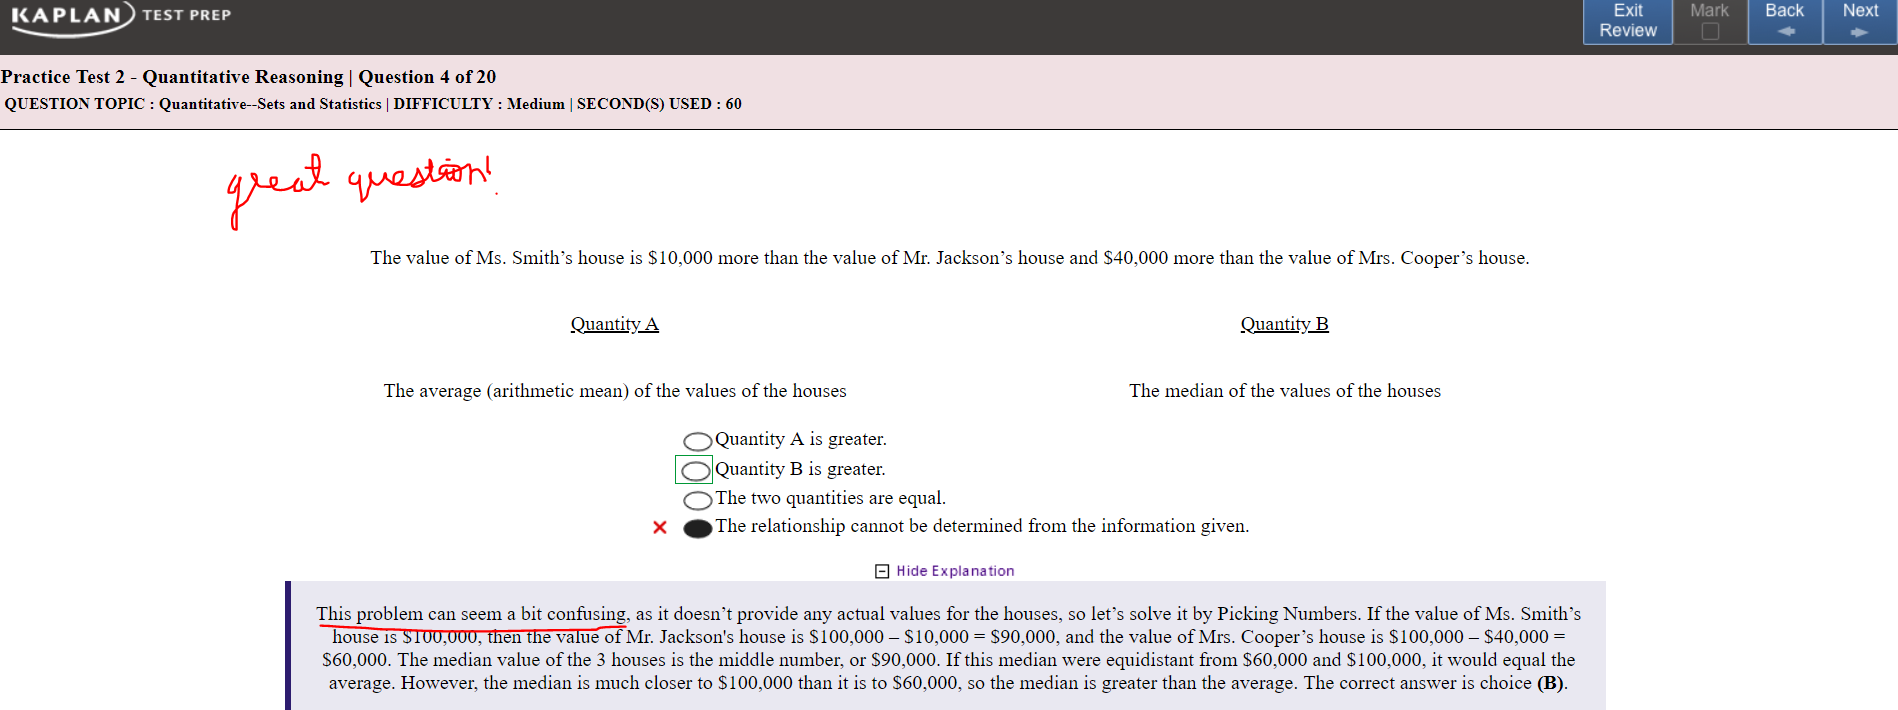 KAPLAN TEST PREP
Exit Review
Mark
Back
Next
Practice Test 2 - Quantitative Reasoning | Question 4 of 20
QUESTION TOPIC : Quantitative--Sets and Statistics | DIFFICULTY : Medium | SECOND(S) USED : 60
great question!
The value of Ms. Smith’s house is $10,000 more than the value of Mr. Jackson’s house and $40,000 more than the value of Mrs. Cooper’s house.
Quantity A
Quantity B
The average (arithmetic mean) of the values of the houses
The median of the values of the houses
Quantity A is greater.
Quantity B is greater.
The two quantities are equal.
The relationship cannot be determined from the information given.
Hide Explanation
This problem can seem a bit confusing, as it doesn’t provide any actual values for the houses, so let’s solve it by Picking Numbers. If the value of Ms. Smith’s
house is $100,000, then the value of Mr. Jackson's house is $100,000 – $10,000 = $90,000, and the value of Mrs. Cooper’s house is $100,000 – $40,000 =
$60,000. The median value of the 3 houses is the middle number, or $90,000. If this median were equidistant from $60,000 and $100,000, it would equal the
average. However, the median is much closer to $100,000 than it is to $60,000, so the median is greater than the average. The correct answer is choice (B).